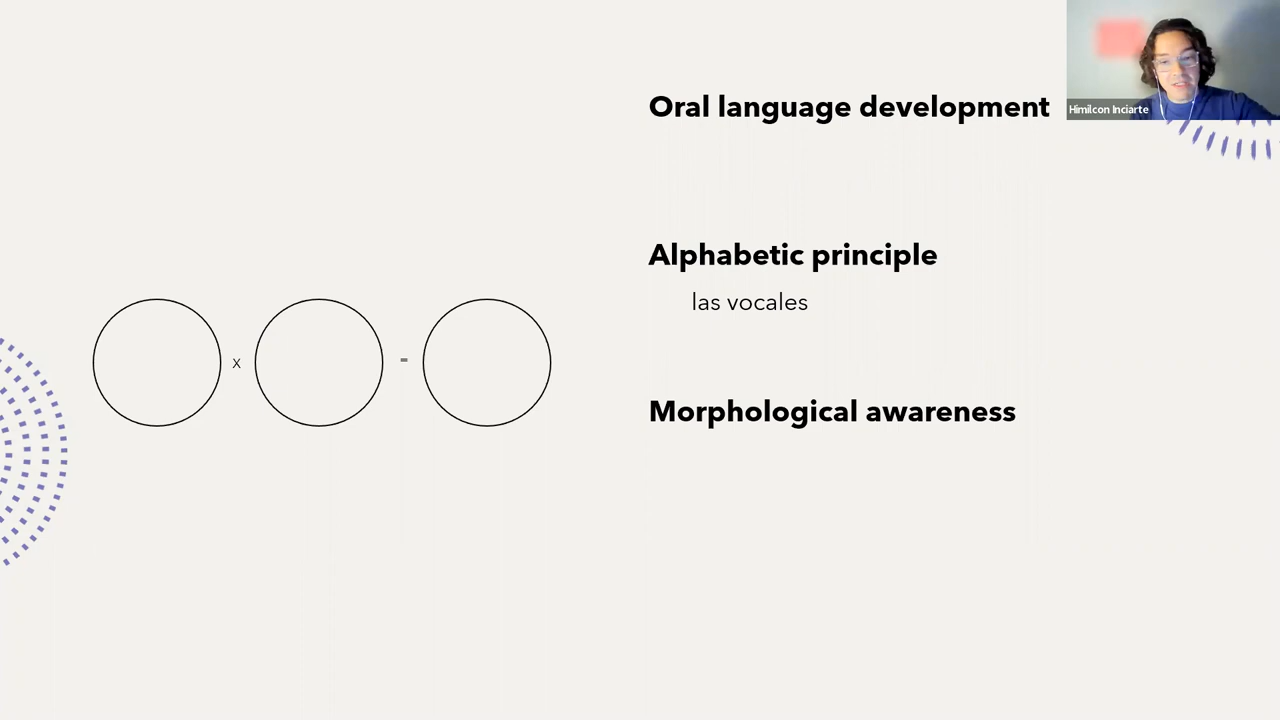 Oral language development
Himilcon Inciarte
Alphabetic principle
las vocales
x -
Morphological awareness